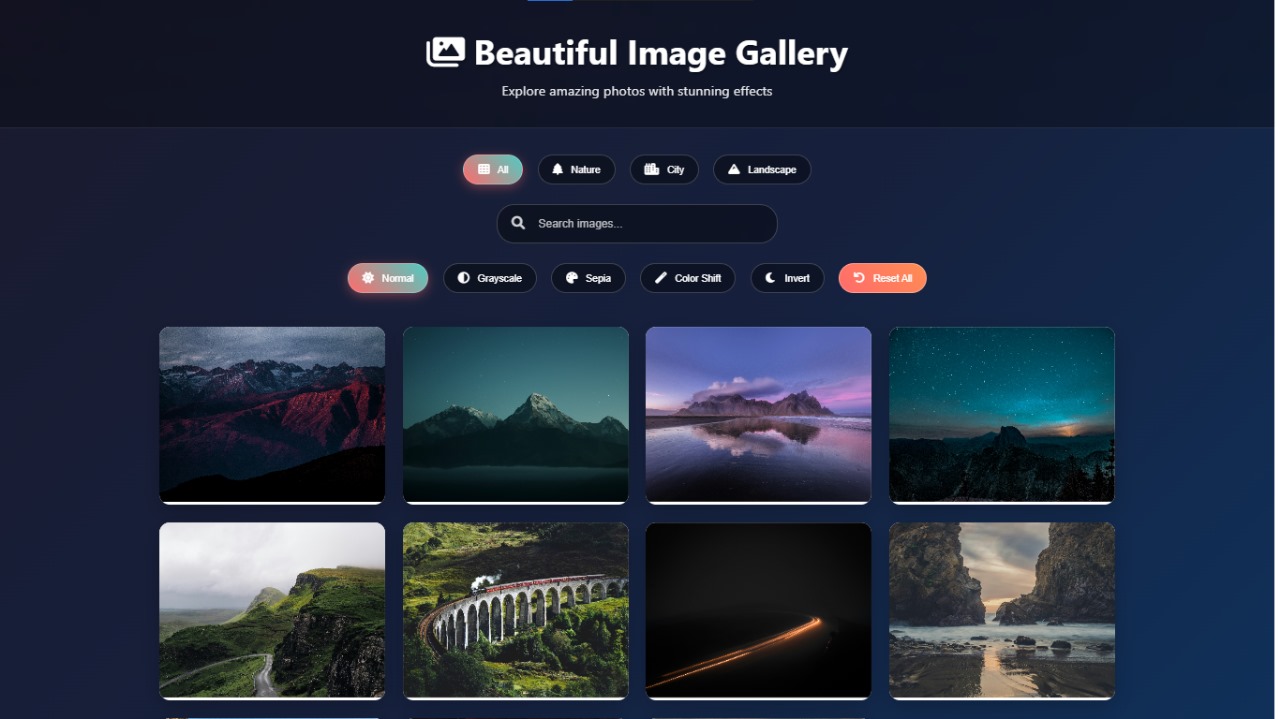 Beautiful Image Gallery
Explore amazing photos with stunning effects
All Nature City Landscape
Search images...
Normal Grayscale Sepia Color Shift Invert Reset All